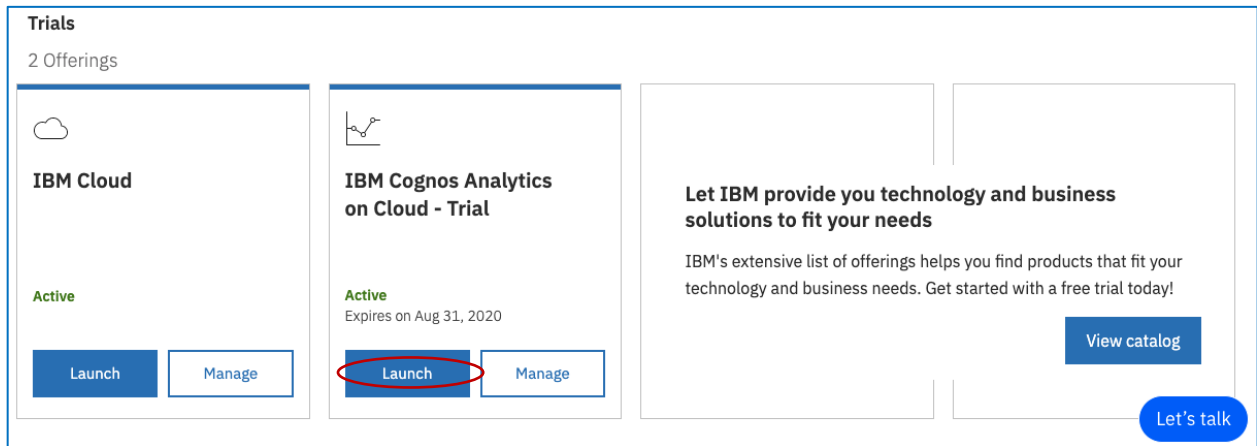 Trials
2 Offerings
IBM Cloud
Active
Launch
Manage
IBM Cognos Analytics
on Cloud - Trial
Active
Expires on Aug 31, 2020
Launch
Manage
Let IBM provide you technology and business
solutions to fit your needs
IBM's extensive list of offerings helps you find products that fit your
technology and business needs. Get started with a free trial today!
View catalog
Let's talk